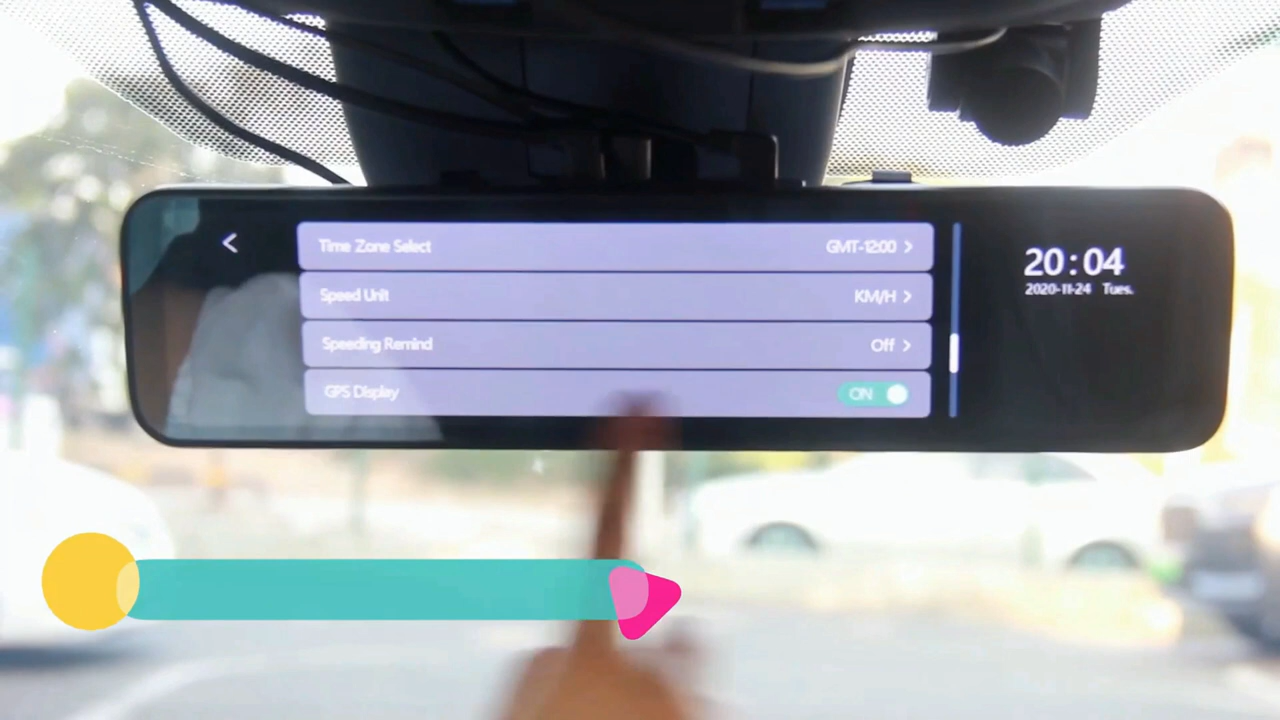 Time Zone Select GMT-12:00
Speed Unit KM/H
Speeding Remind Off
GPS Display ON
20:04
2020-11-24 Tues.